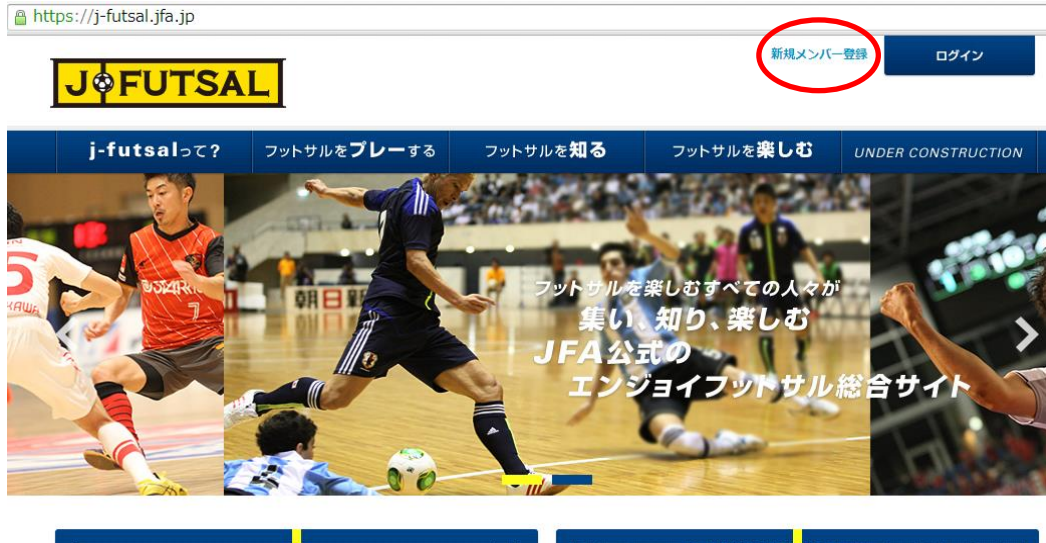 https://j-futsal.jfa.jp
新規メンバー登録
ログイン
J FUTSAL
j-futsalって?
フットサルをプレーする
フットサルを知る
フットサルを楽しむ
UNDER CONSTRUCTION
フットサルを楽しむすべての人々が
集い、知り、楽しむ
JFA公式の
エンジョイフットサル総合サイト
朝日新
5
7